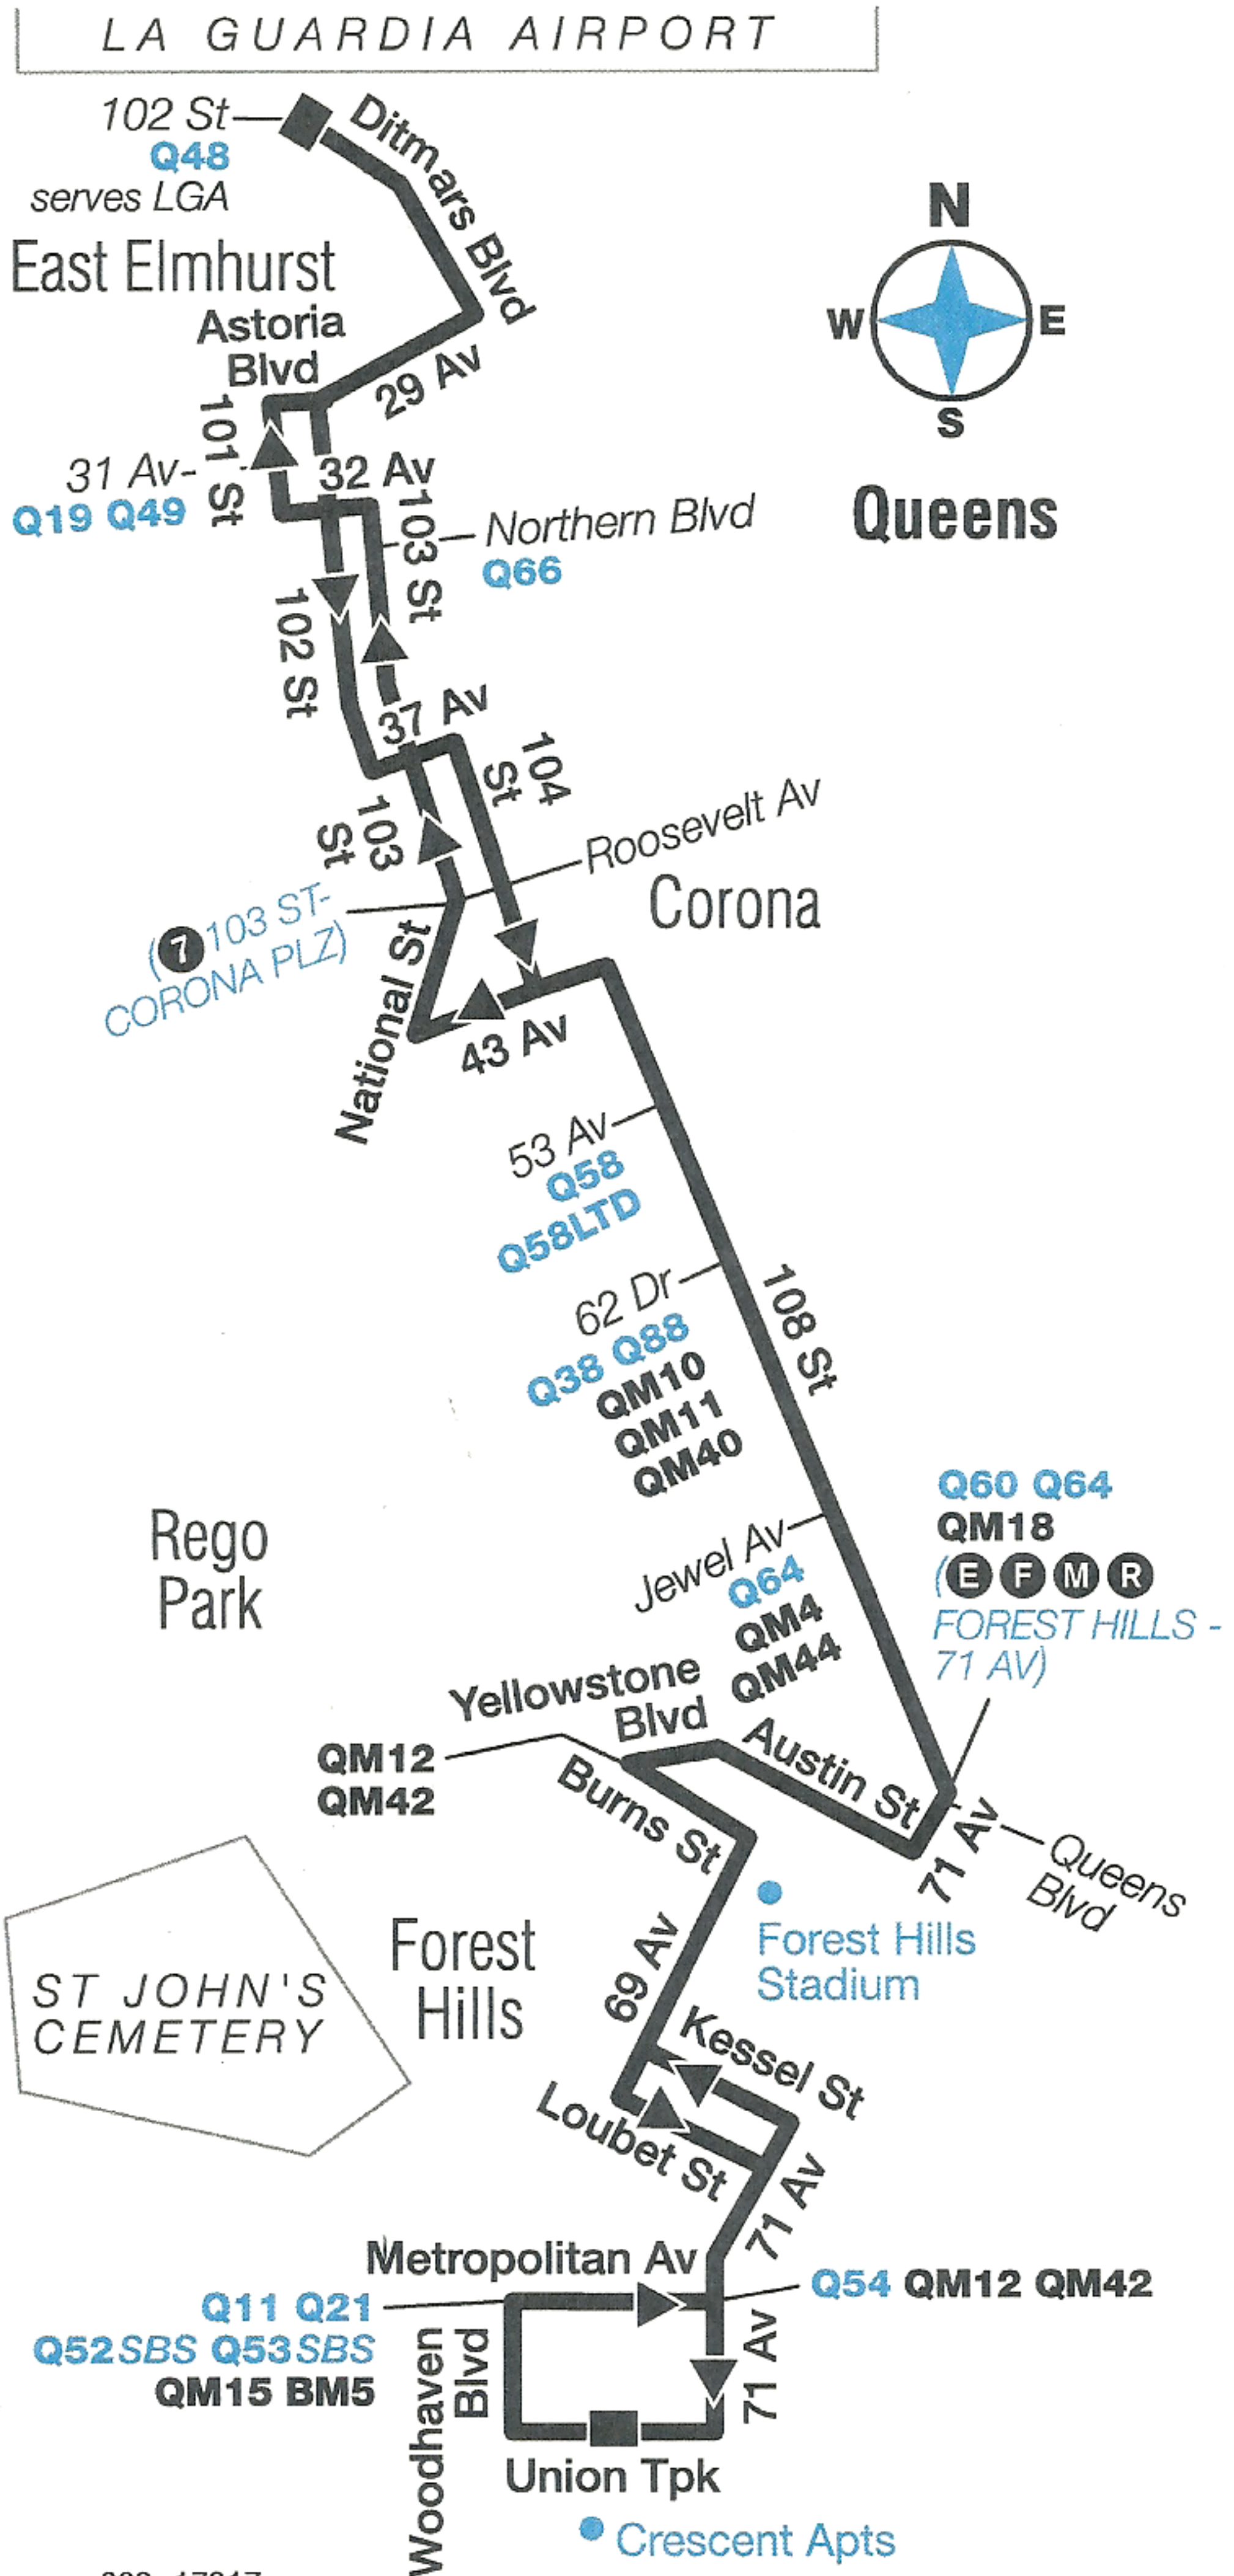 LA GUARDIA AIRPORT
102 St
Q48
serves LGA
Ditmars Blvd
East Elmhurst
N
W E
S
Queens
Astoria
Blvd
29 Av
101 St
31 Av
Q19 Q49
32 Av
103 St
Northern Blvd
Q66
102 St
37 Av
104
St
103
St
Roosevelt Av
Corona
(7 103 ST-
CORONA PLZ)
National St
43 Av
53 Av
Q58
Q58LTD
62 Dr
Q38 Q88
QM10
QM11
QM40
108 St
Rego
Park
Jewel Av
Q64
QM4
QM44
Q60 Q64
QM18
(E F M R
FOREST HILLS -
71 AV)
Yellowstone
Blvd
Austin St
QM12
QM42
Burns St
71 Av
Queens
Blvd
Forest Hills
Stadium
69 Av
Forest
Hills
ST JOHN'S
CEMETERY
Kessel St
Loubet St
71 Av
Metropolitan Av
Q54 QM12 QM42
Q11 Q21
Q52SBS Q53SBS
QM15 BM5
Woodhaven
Blvd
71 Av
Union Tpk
Crescent Apts